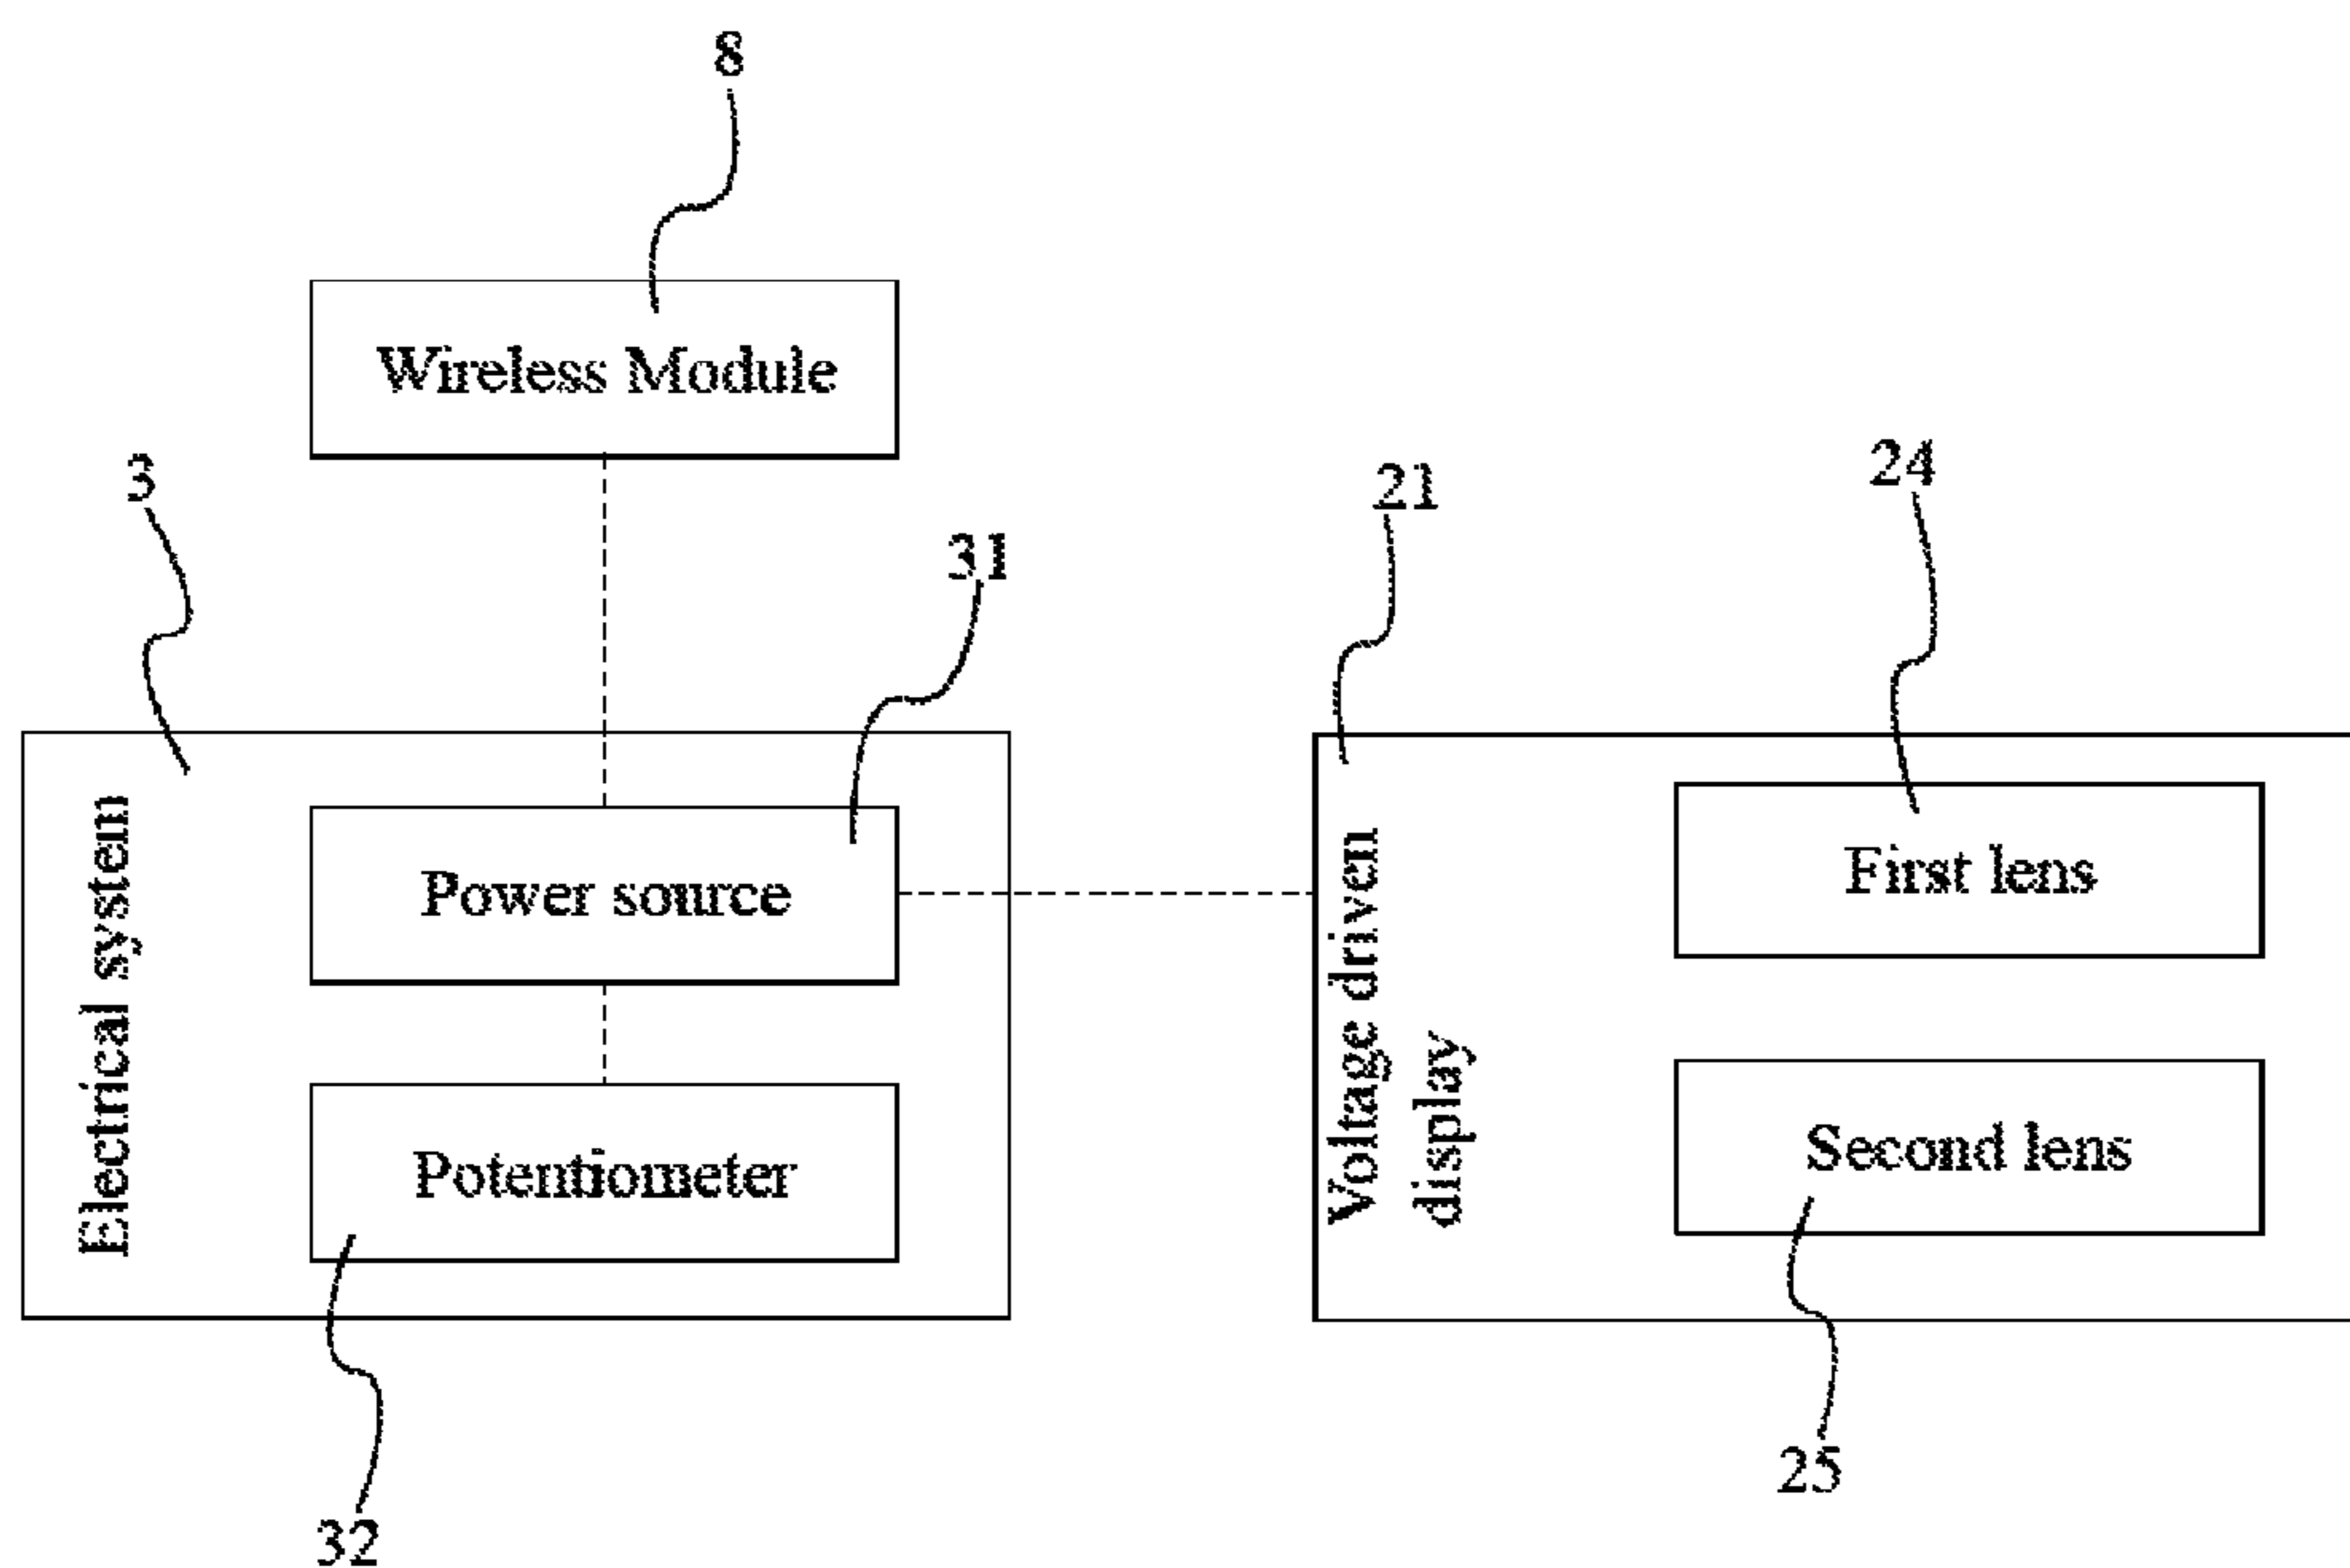 8
Wireless Module
3
31
21
24
Electrical system
Power source
Potentiometer
32
Voltage driven
display
First lens
Second lens
25